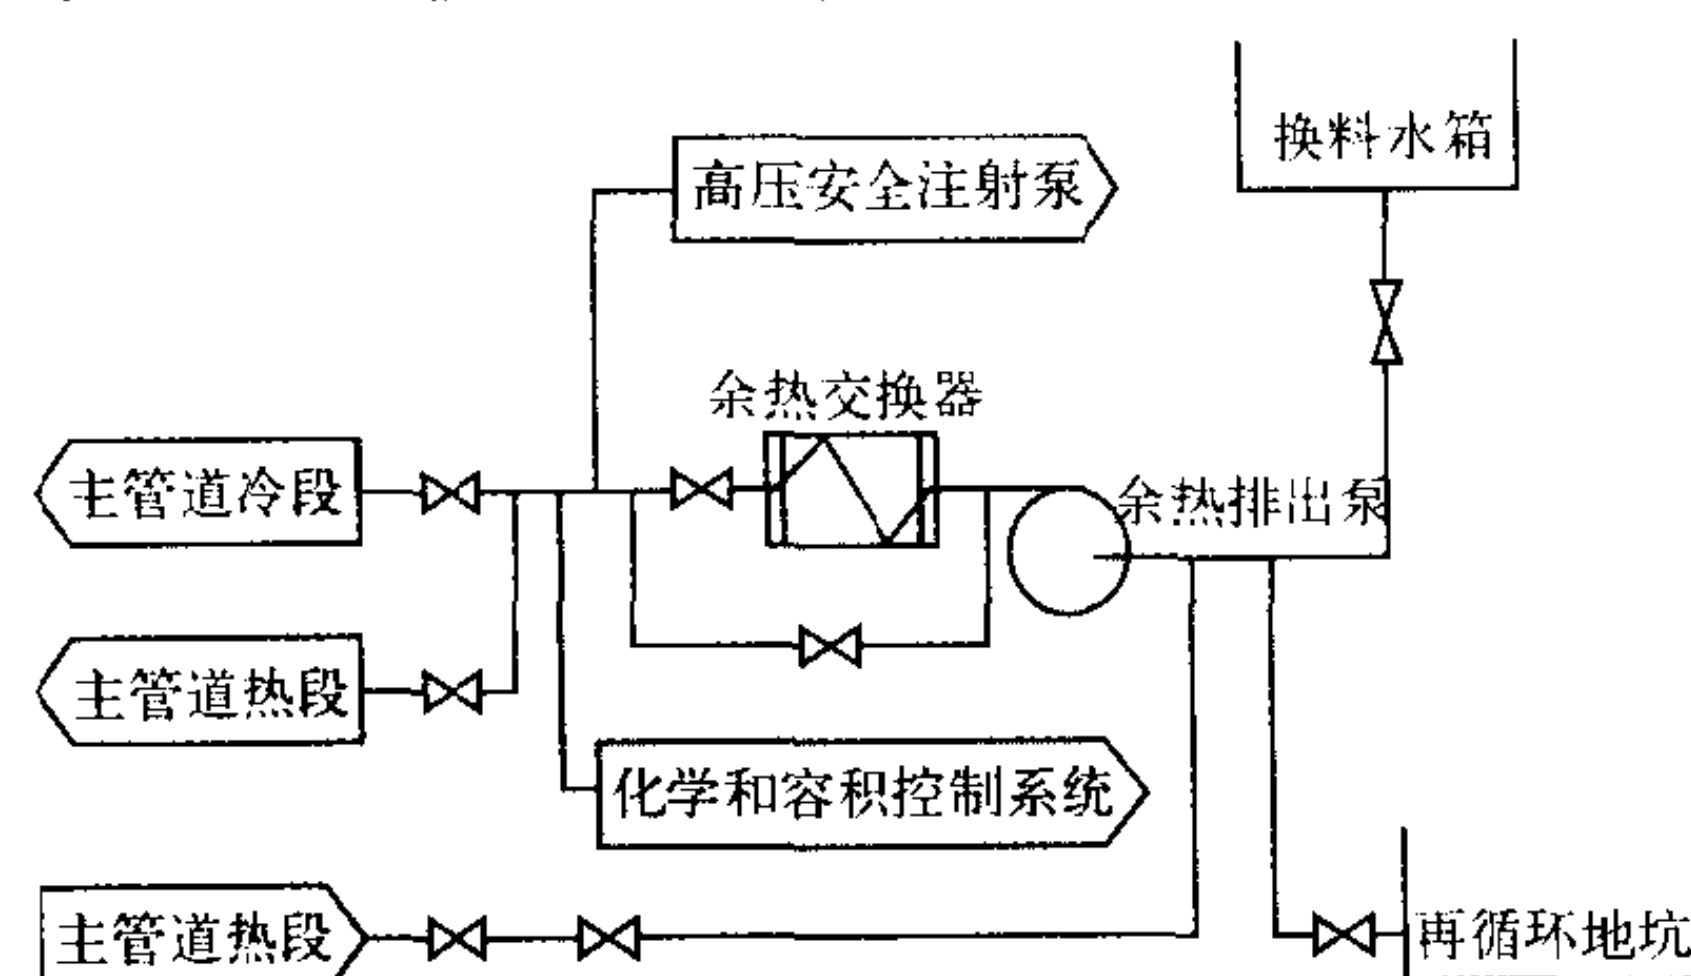 换料水箱
高压安全注射泵
余热交换器
主管道冷段
余热排出泵
主管道热段
化学和容积控制系统
主管道热段
再循环地坑